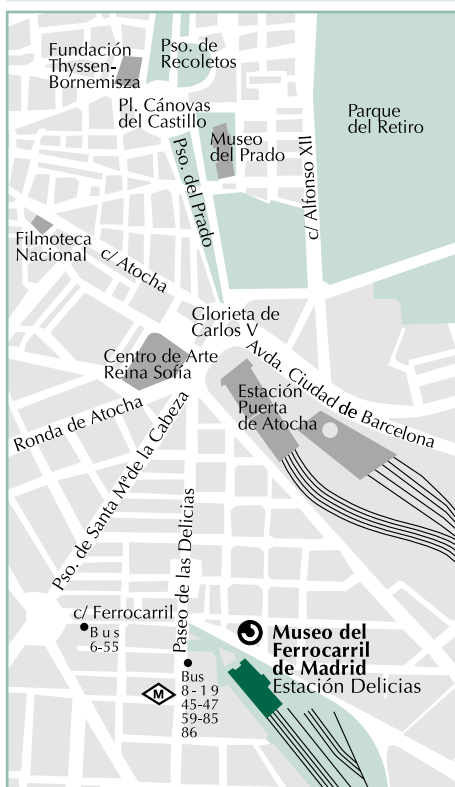 Fundación
Thyssen-
Bornemisza
Pso. de
Recoletos
Pl. Cánovas
del Castillo
Parque
del Retiro
Museo
del Prado
Pso. del Prado
c/ Alfonso XII
Filmoteca
Nacional
c/ Atocha
Glorieta de
Carlos V
Centro de Arte
Reina Sofía
Avda. Ciudad de Barcelona
Estación
Puerta
de Atocha
Ronda de Atocha
Pso. de Santa Mª de la Cabeza
Paseo de las Delicias
c/ Ferrocarril
Bus
6-55
Museo del
Ferrocarril
de Madrid
Estación Delicias
M
Bus
8-19
45-47
59-85
86